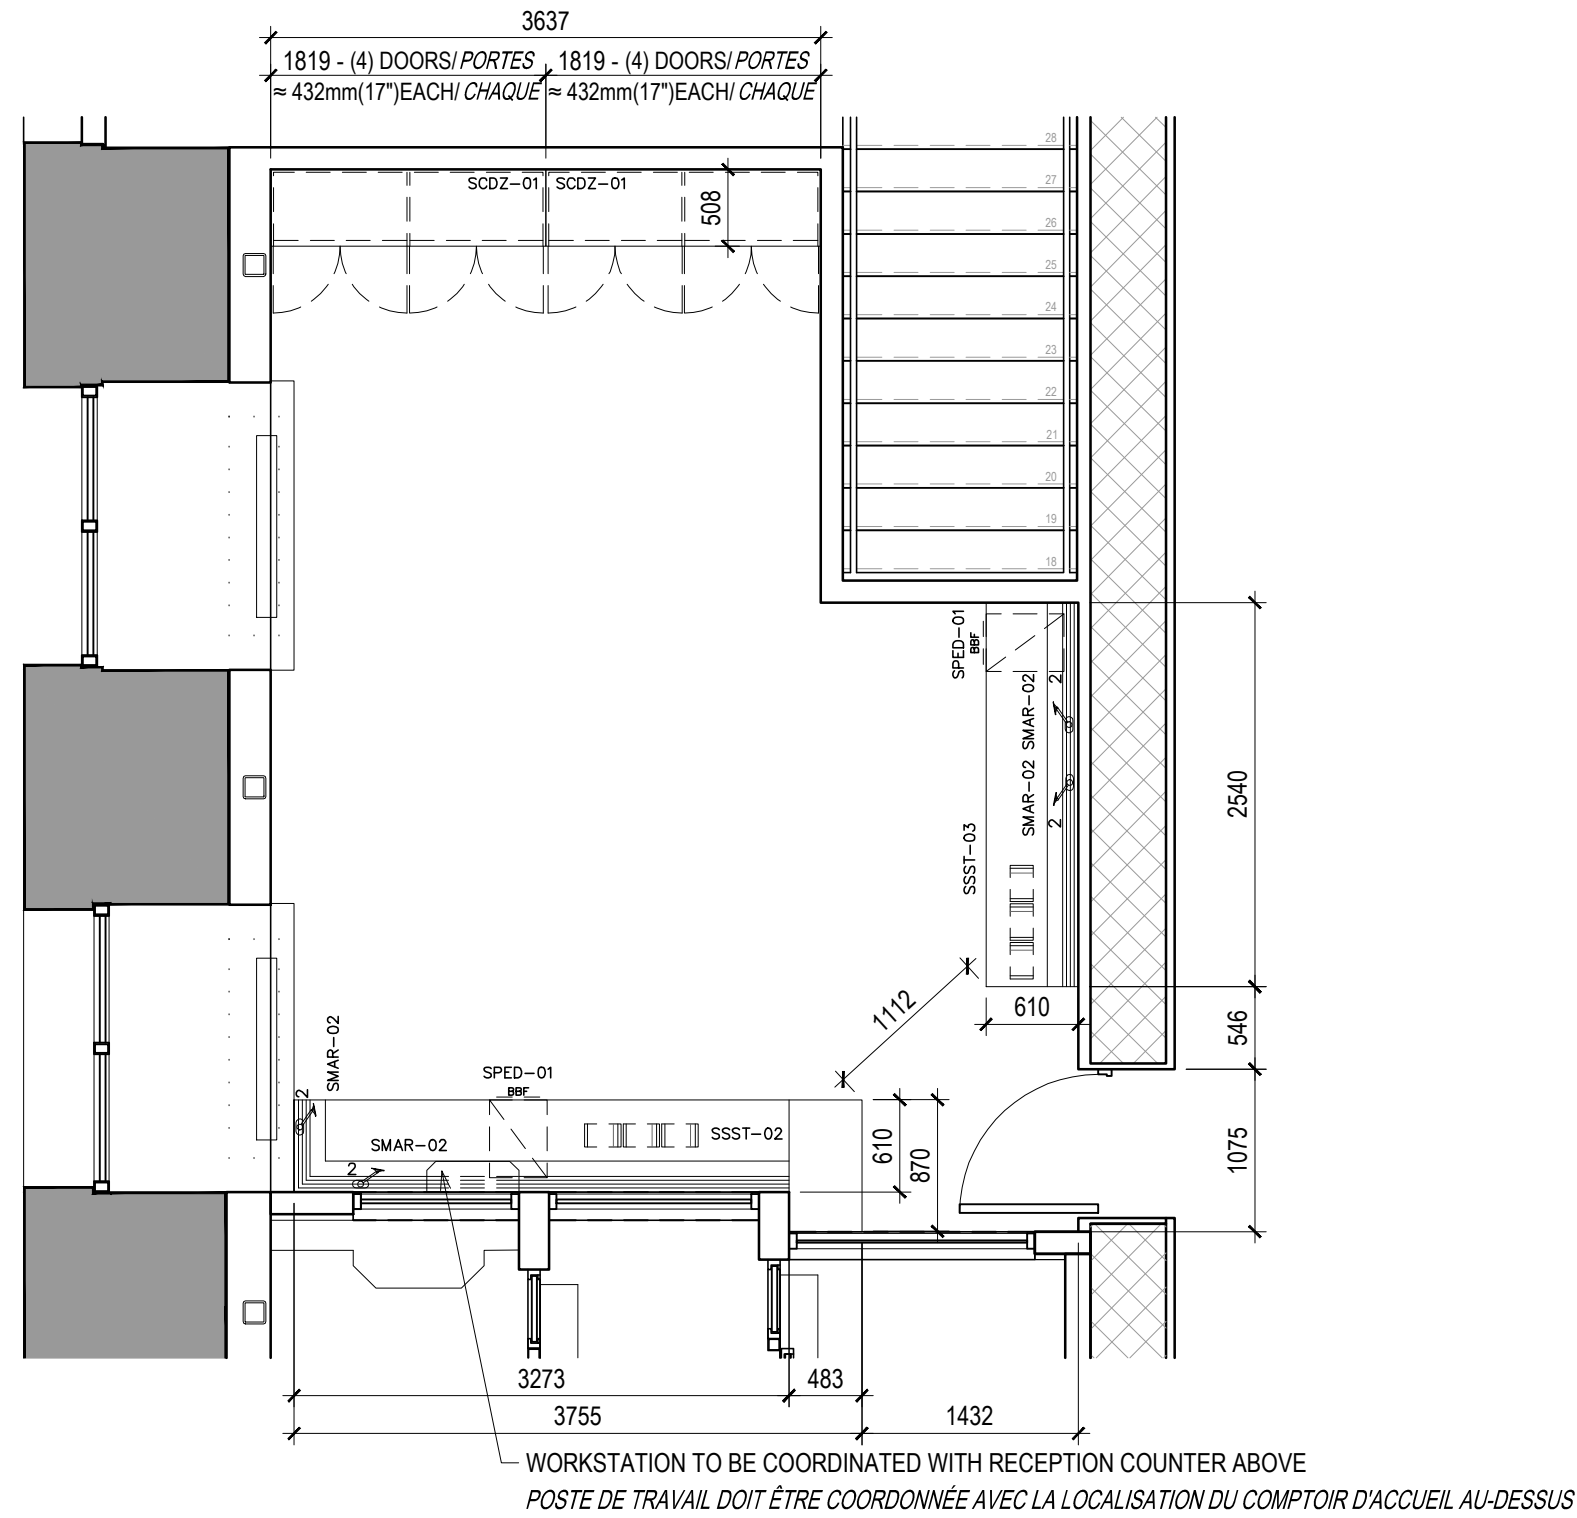 3637
1819 - (4) DOORS/ PORTES
≈ 432mm(17")EACH/ CHAQUE
1819 - (4) DOORS/ PORTES
≈ 432mm(17")EACH/ CHAQUE
SCDZ-01
SCDZ-01
508
28
27
26
25
24
23
22
21
20
19
18
SPED-01
BBF
2
SMAR-02
SMAR-02
2
SSST-03
2540
610
546
1112
1075
SMAR-02
2
SPED-01
BBF
SMAR-02
2
SSST-02
610
870
3273
483
3755
1432
WORKSTATION TO BE COORDINATED WITH RECEPTION COUNTER ABOVE
POSTE DE TRAVAIL DOIT ÊTRE COORDONNÉE AVEC LA LOCALISATION DU COMPTOIR D'ACCUEIL AU-DESSUS